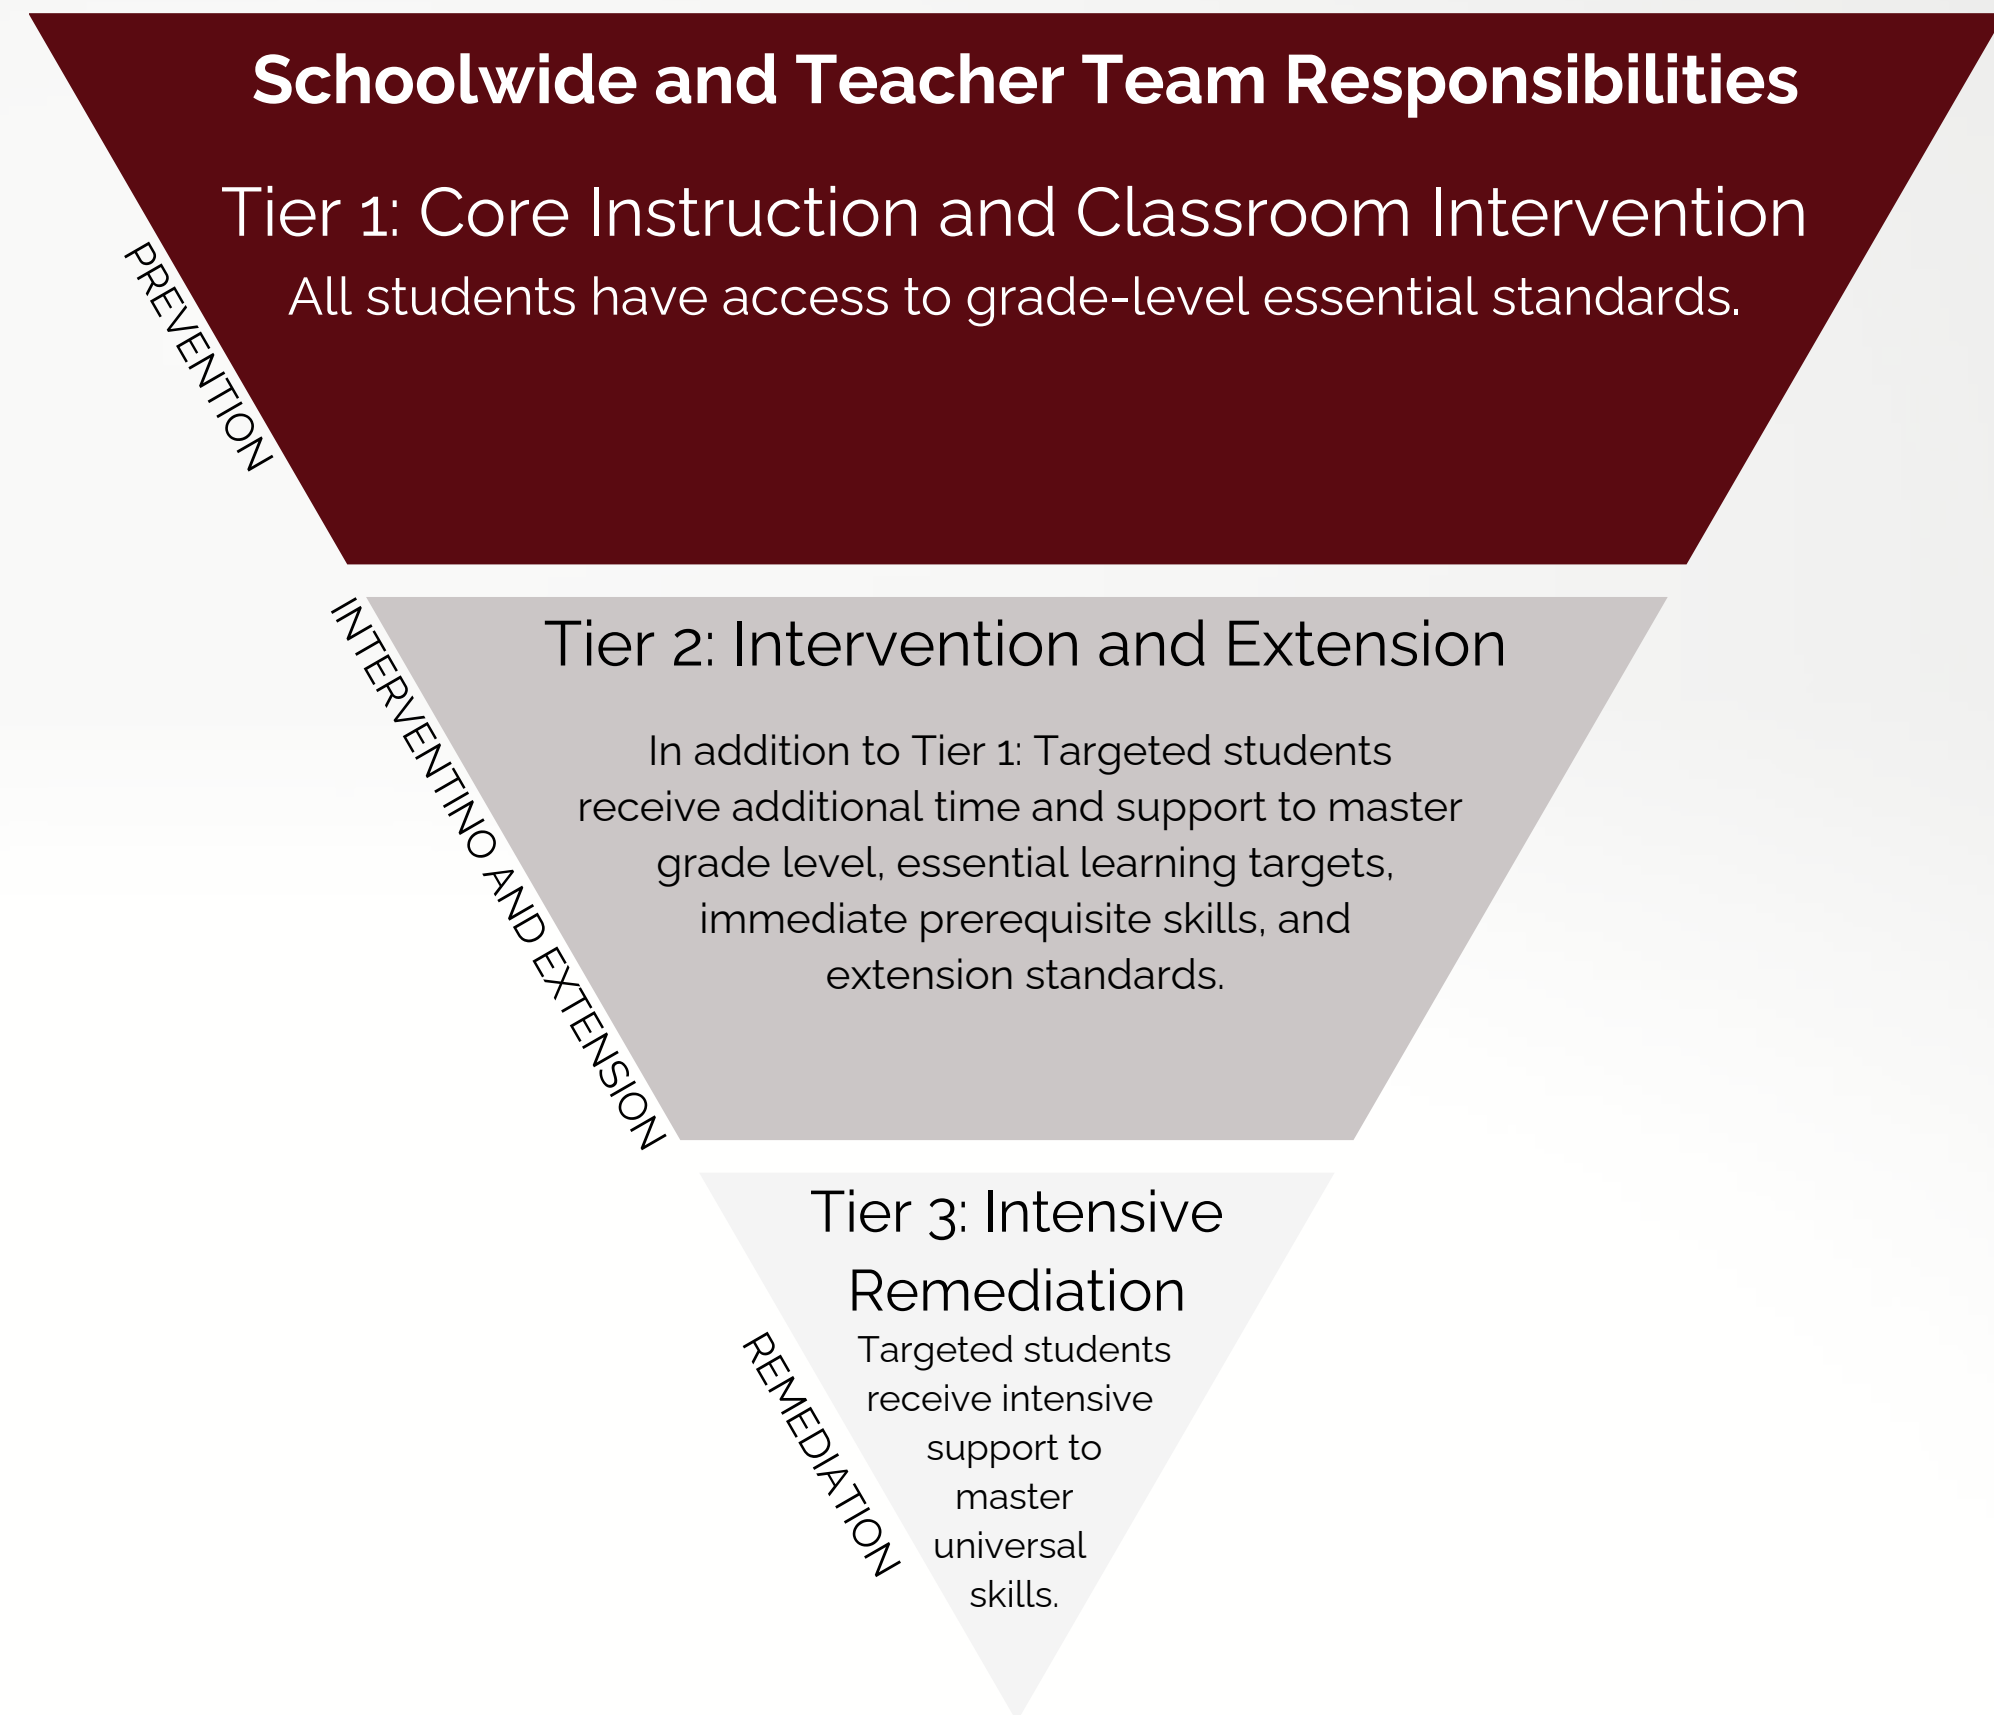 Schoolwide and Teacher Team Responsibilities
Tier 1: Core Instruction and Classroom Intervention
All students have access to grade-level essential standards.
PREVENTION
Tier 2: Intervention and Extension
In addition to Tier 1: Targeted students
receive additional time and support to master
grade level, essential learning targets,
immediate prerequisite skills, and
extension standards.
INTERVENTINO AND EXTENSION
Tier 3: Intensive
Remediation
Targeted students
receive intensive
support to
master
universal
skills.
REMEDIATION